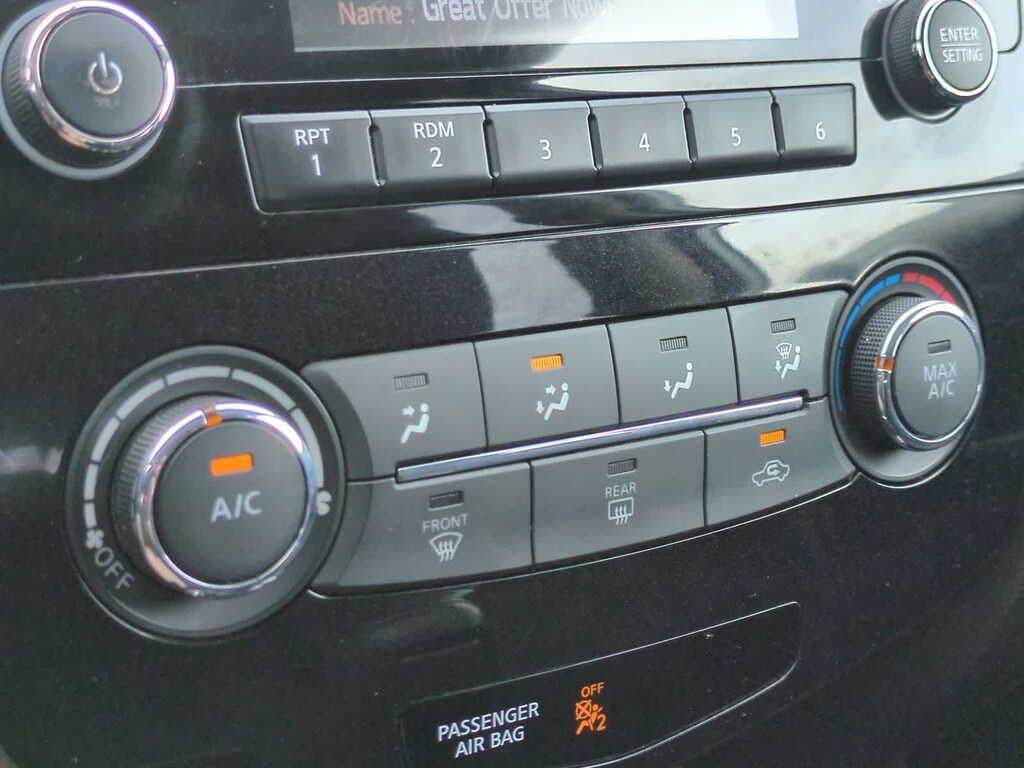 Name : Great Offer Now
ENTER
SETTING
RPT
1
RDM
2
3
4
5
6
MAX
A/C
A/C
OFF
FRONT
REAR
PASSENGER
AIR BAG
OFF
2